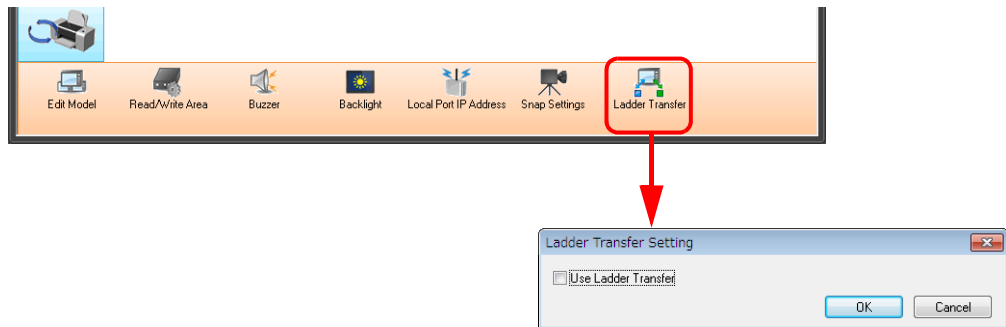 Edit Model Read/Write Area Buzzer Backlight Local Port IP Address Snap Settings Ladder Transfer
Ladder Transfer Setting
Use Ladder Transfer
OK Cancel